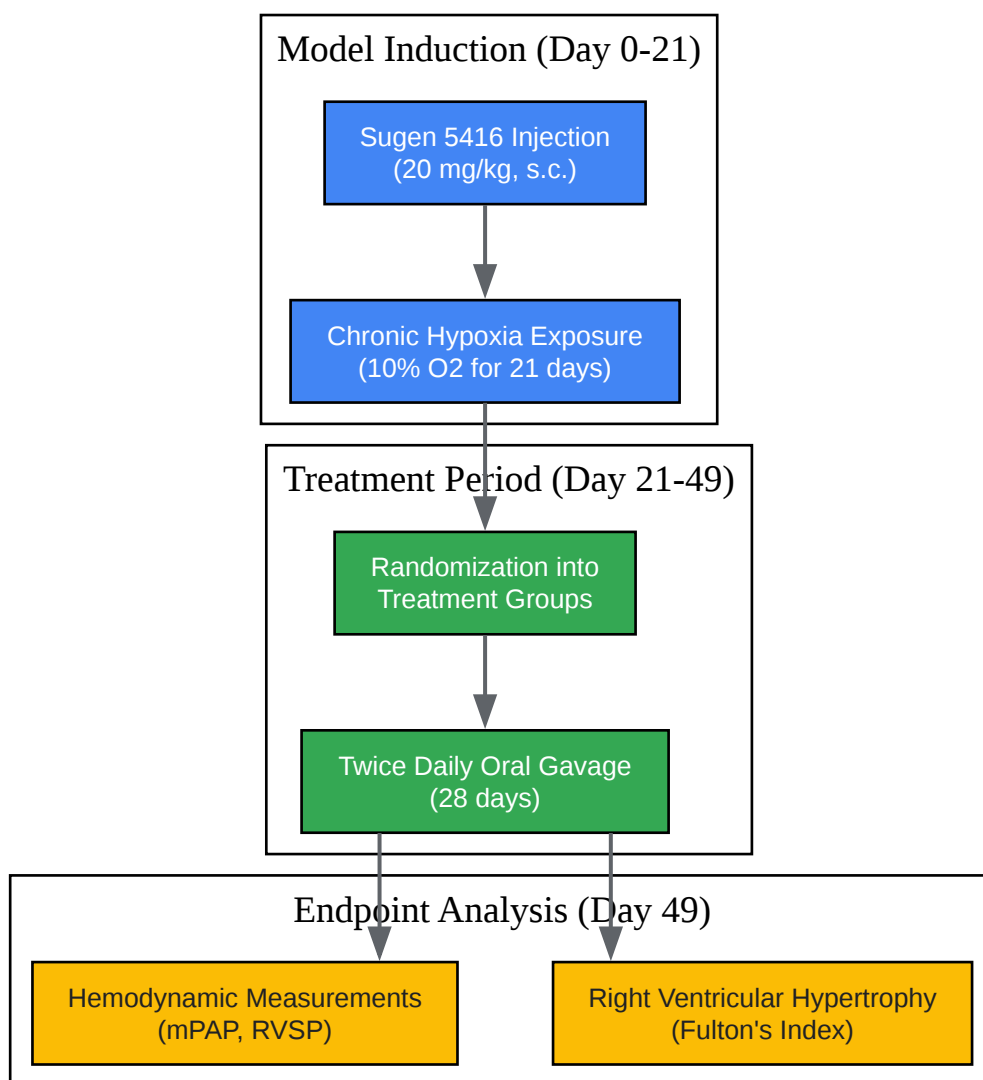 Model Induction (Day 0-21)
Sugen 5416 Injection
(20 mg/kg, s.c.)
Chronic Hypoxia Exposure
(10% O2 for 21 days)
Treatment Period (Day 21-49)
Randomization into
Treatment Groups
Twice Daily Oral Gavage
(28 days)
Endpoint Analysis (Day 49)
Hemodynamic Measurements
(mPAP, RVSP)
Right Ventricular Hypertrophy
(Fulton's Index)